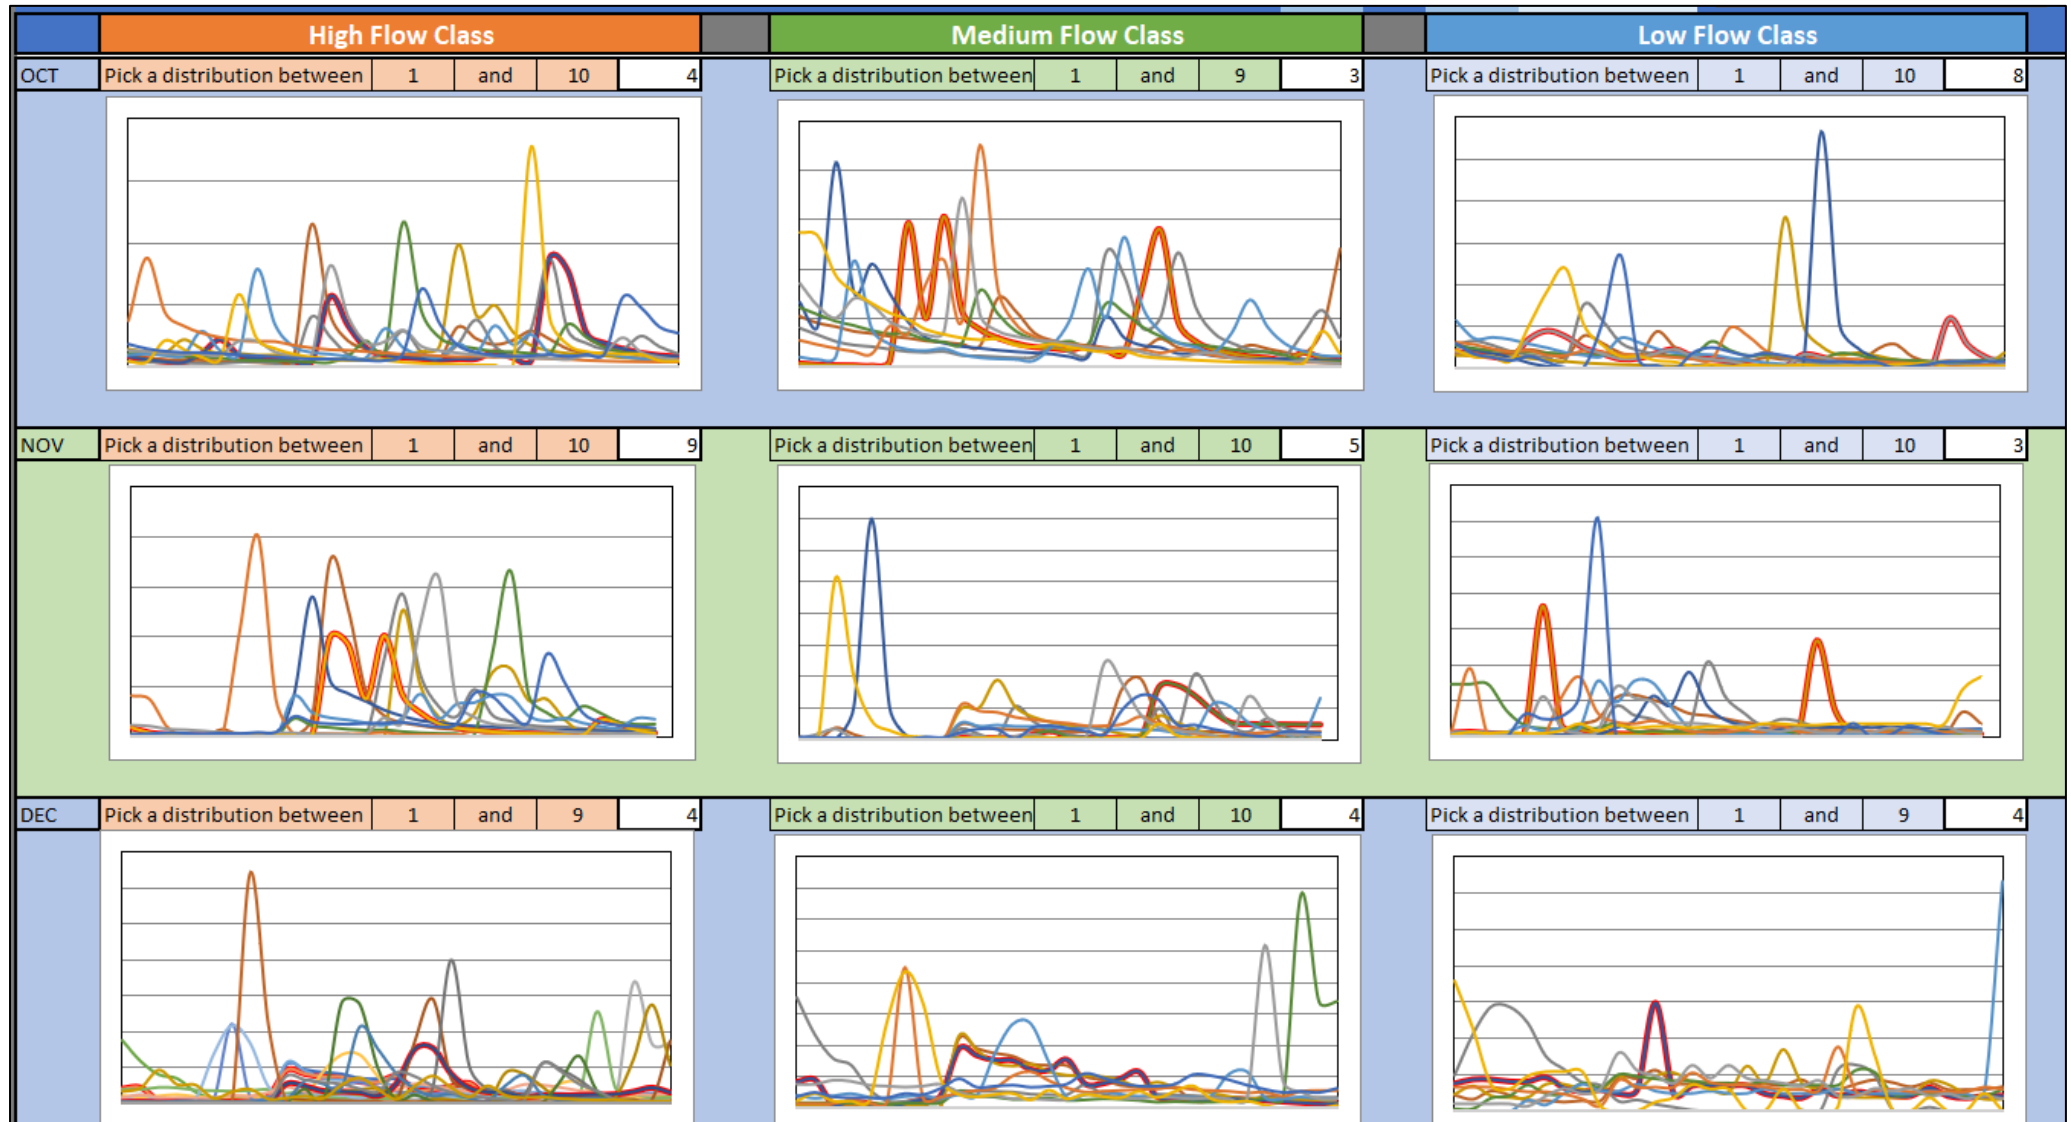 High Flow Class Medium Flow Class Low Flow Class
OCT Pick a distribution between 1 and 10 4 Pick a distribution between 1 and 9 3 Pick a distribution between 1 and 10 8
NOV Pick a distribution between 1 and 10 9 Pick a distribution between 1 and 10 5 Pick a distribution between 1 and 10 3
DEC Pick a distribution between 1 and 9 4 Pick a distribution between 1 and 10 4 Pick a distribution between 1 and 9 4